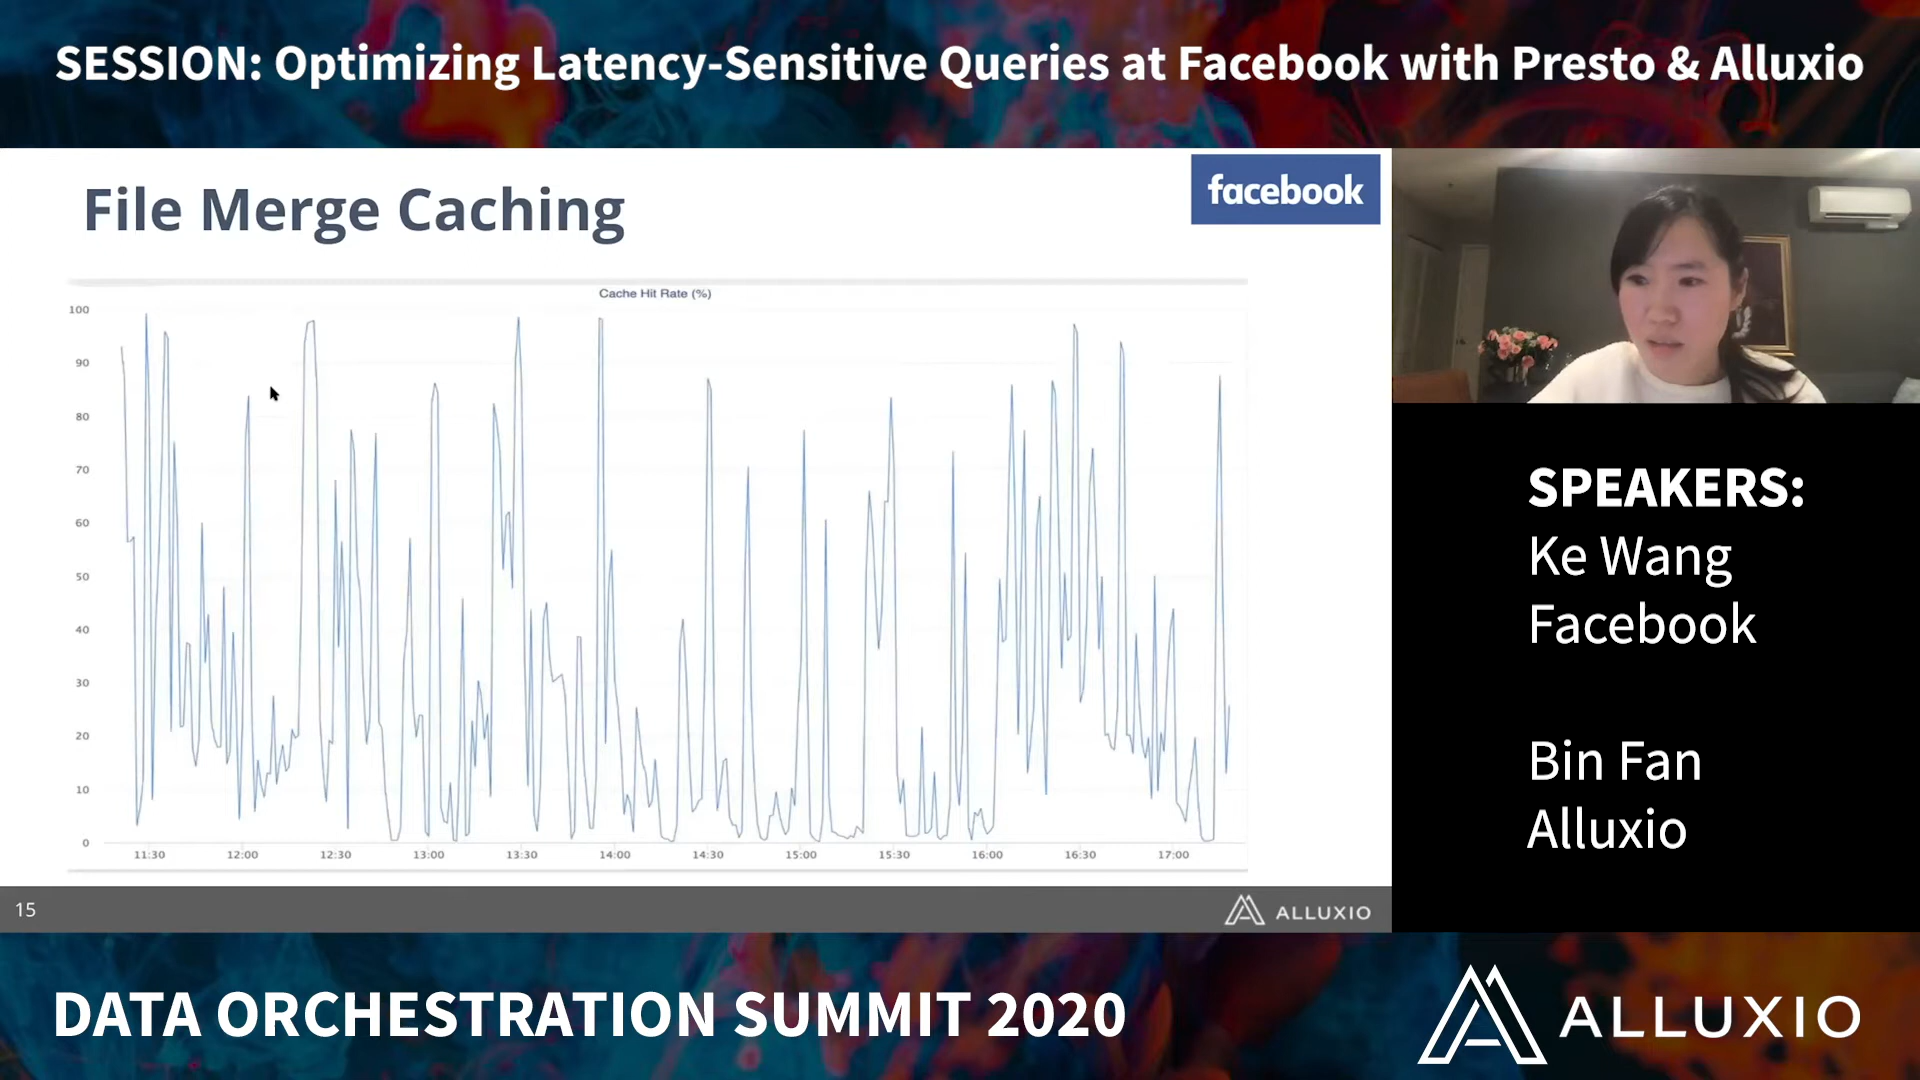 SESSION: Optimizing Latency-Sensitive Queries at Facebook with Presto & Alluxio
File Merge Caching
facebook
Cache Hit Rate (%)
100
90
80
70
60
50
40
30
20
10
0
11:30 12:00 12:30 13:00 13:30 14:00 14:30 15:00 15:30 16:00 16:30 17:00
15
ALLUXIO
SPEAKERS:
Ke Wang
Facebook
Bin Fan
Alluxio
DATA ORCHESTRATION SUMMIT 2020
ALLUXIO